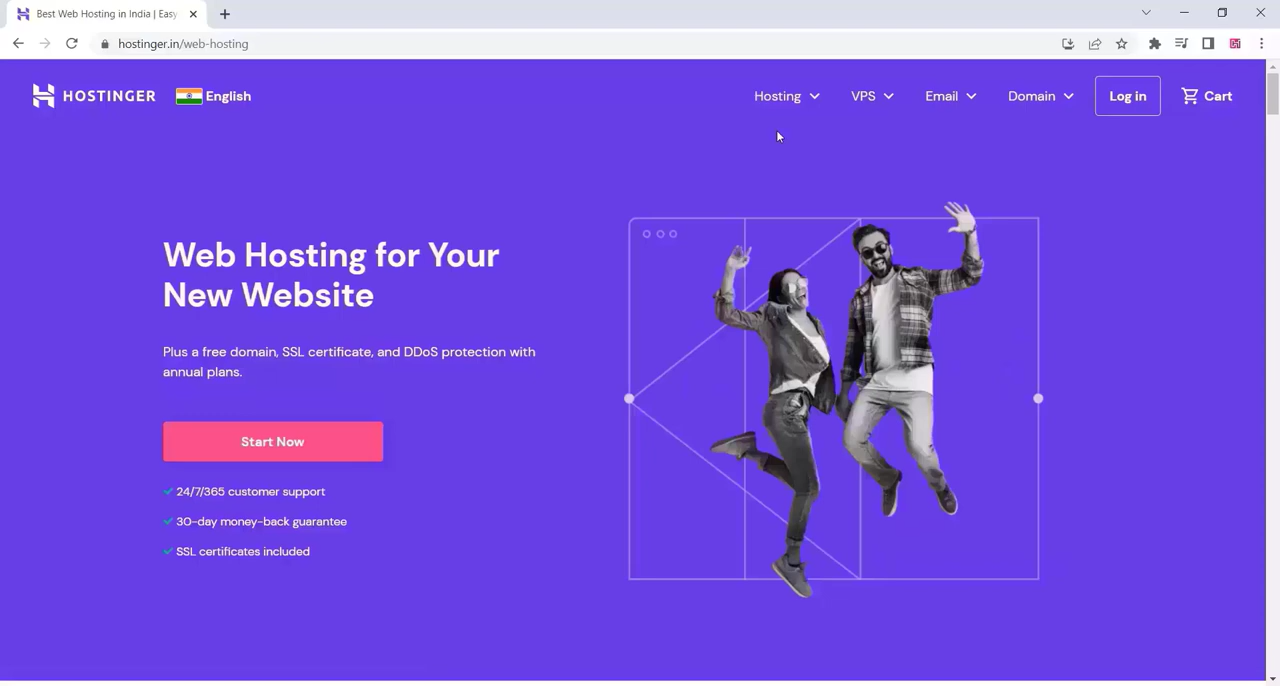 Best Web Hosting in India | Easy
hostinger.in/web-hosting
HOSTINGER
English
Hosting
VPS
Email
Domain
Log in
Cart
Web Hosting for Your
New Website
Plus a free domain, SSL certificate, and DDoS protection with
annual plans.
Start Now
24/7/365 customer support
30-day money-back guarantee
SSL certificates included